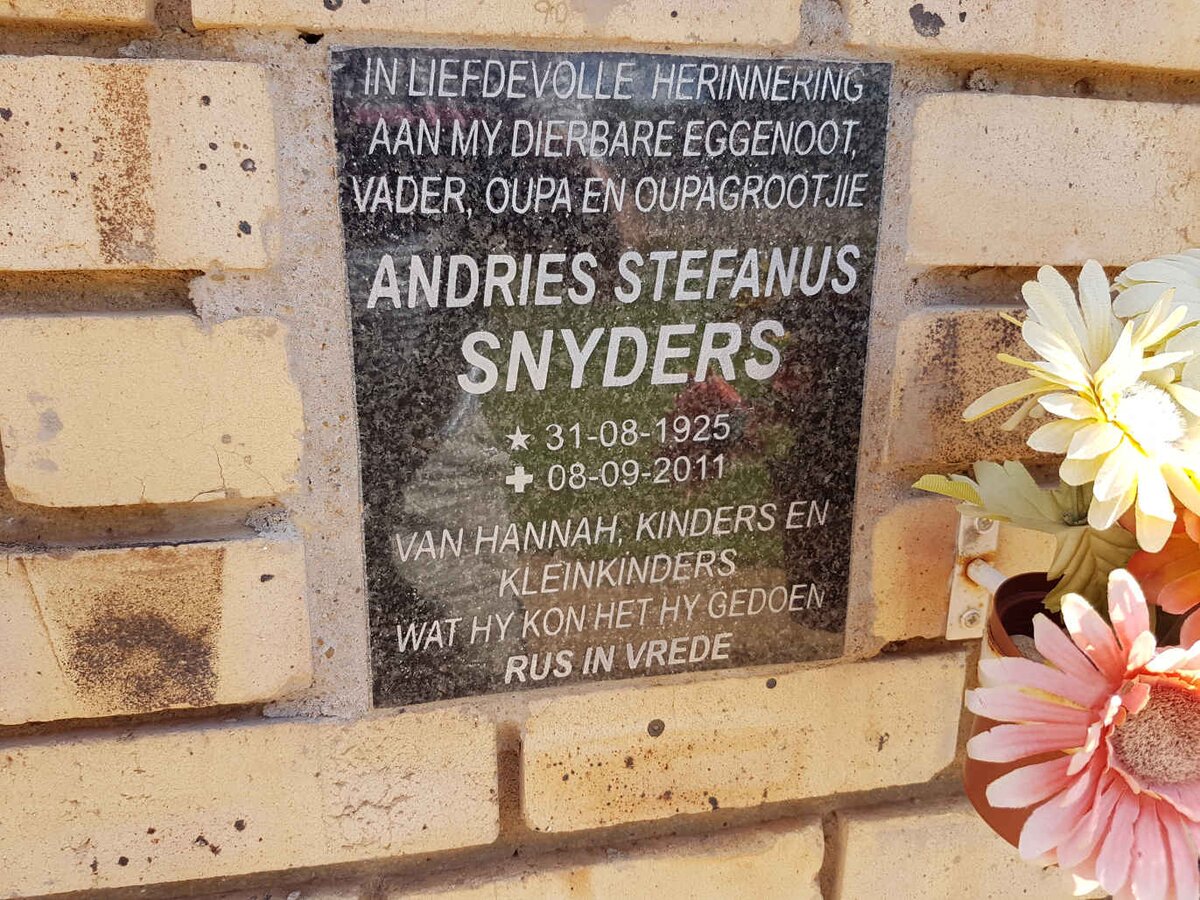 IN LIEFDEVOLLE HERINNERING
AAN MY DIERBARE EGGENOOT,
VADER, OUPA EN OUPAGROOTJIE
ANDRIES STEFANUS
SNYDERS
★ 31-08-1925
✚ 08-09-2011
VAN HANNAH, KINDERS EN
KLEINKINDERS
WAT HY KON HET HY GEDOEN
RUS IN VREDE